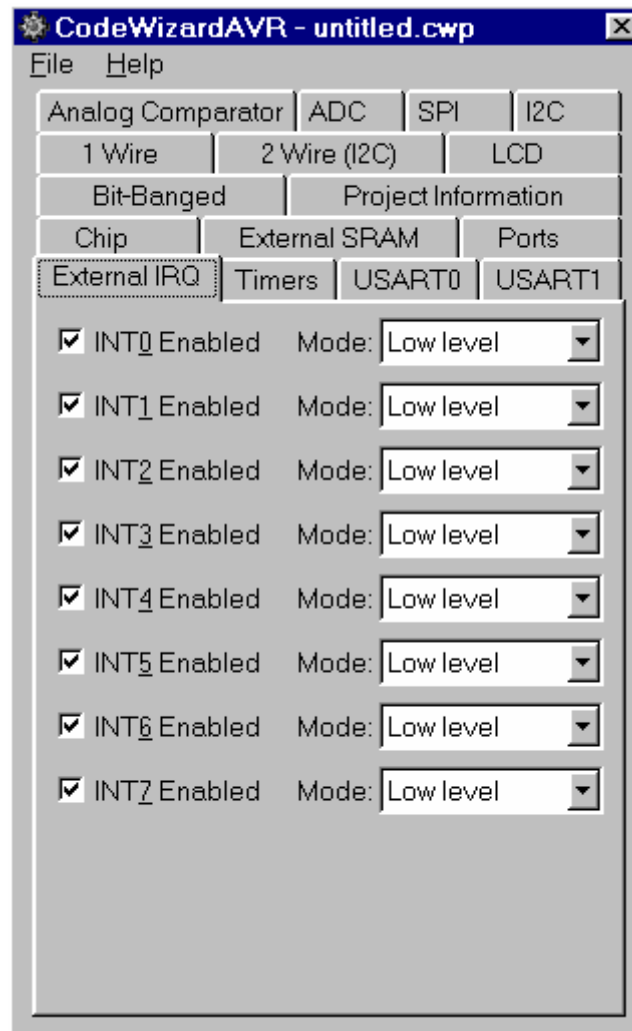 CodeWizardAVR - untitled.cwp
File Help
Analog Comparator ADC SPI I2C
1 Wire 2 Wire (I2C) LCD
Bit-Banged Project Information
Chip External SRAM Ports
External IRQ Timers USART0 USART1
INT0 Enabled Mode: Low level
INT1 Enabled Mode: Low level
INT2 Enabled Mode: Low level
INT3 Enabled Mode: Low level
INT4 Enabled Mode: Low level
INT5 Enabled Mode: Low level
INT6 Enabled Mode: Low level
INT7 Enabled Mode: Low level